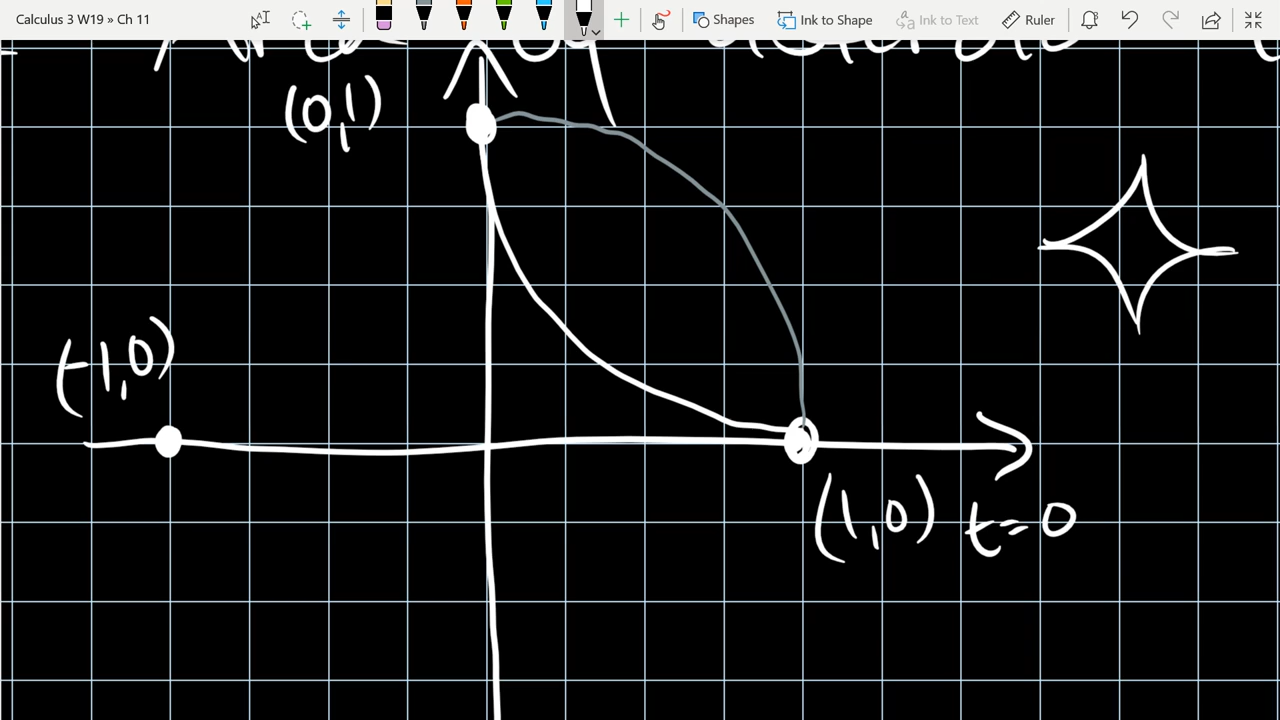 Calculus 3 W19 » Ch 11
Shapes
Ink to Shape
Ink to Text
Ruler
(0,1)
(-1,0)
(1,0) t=0